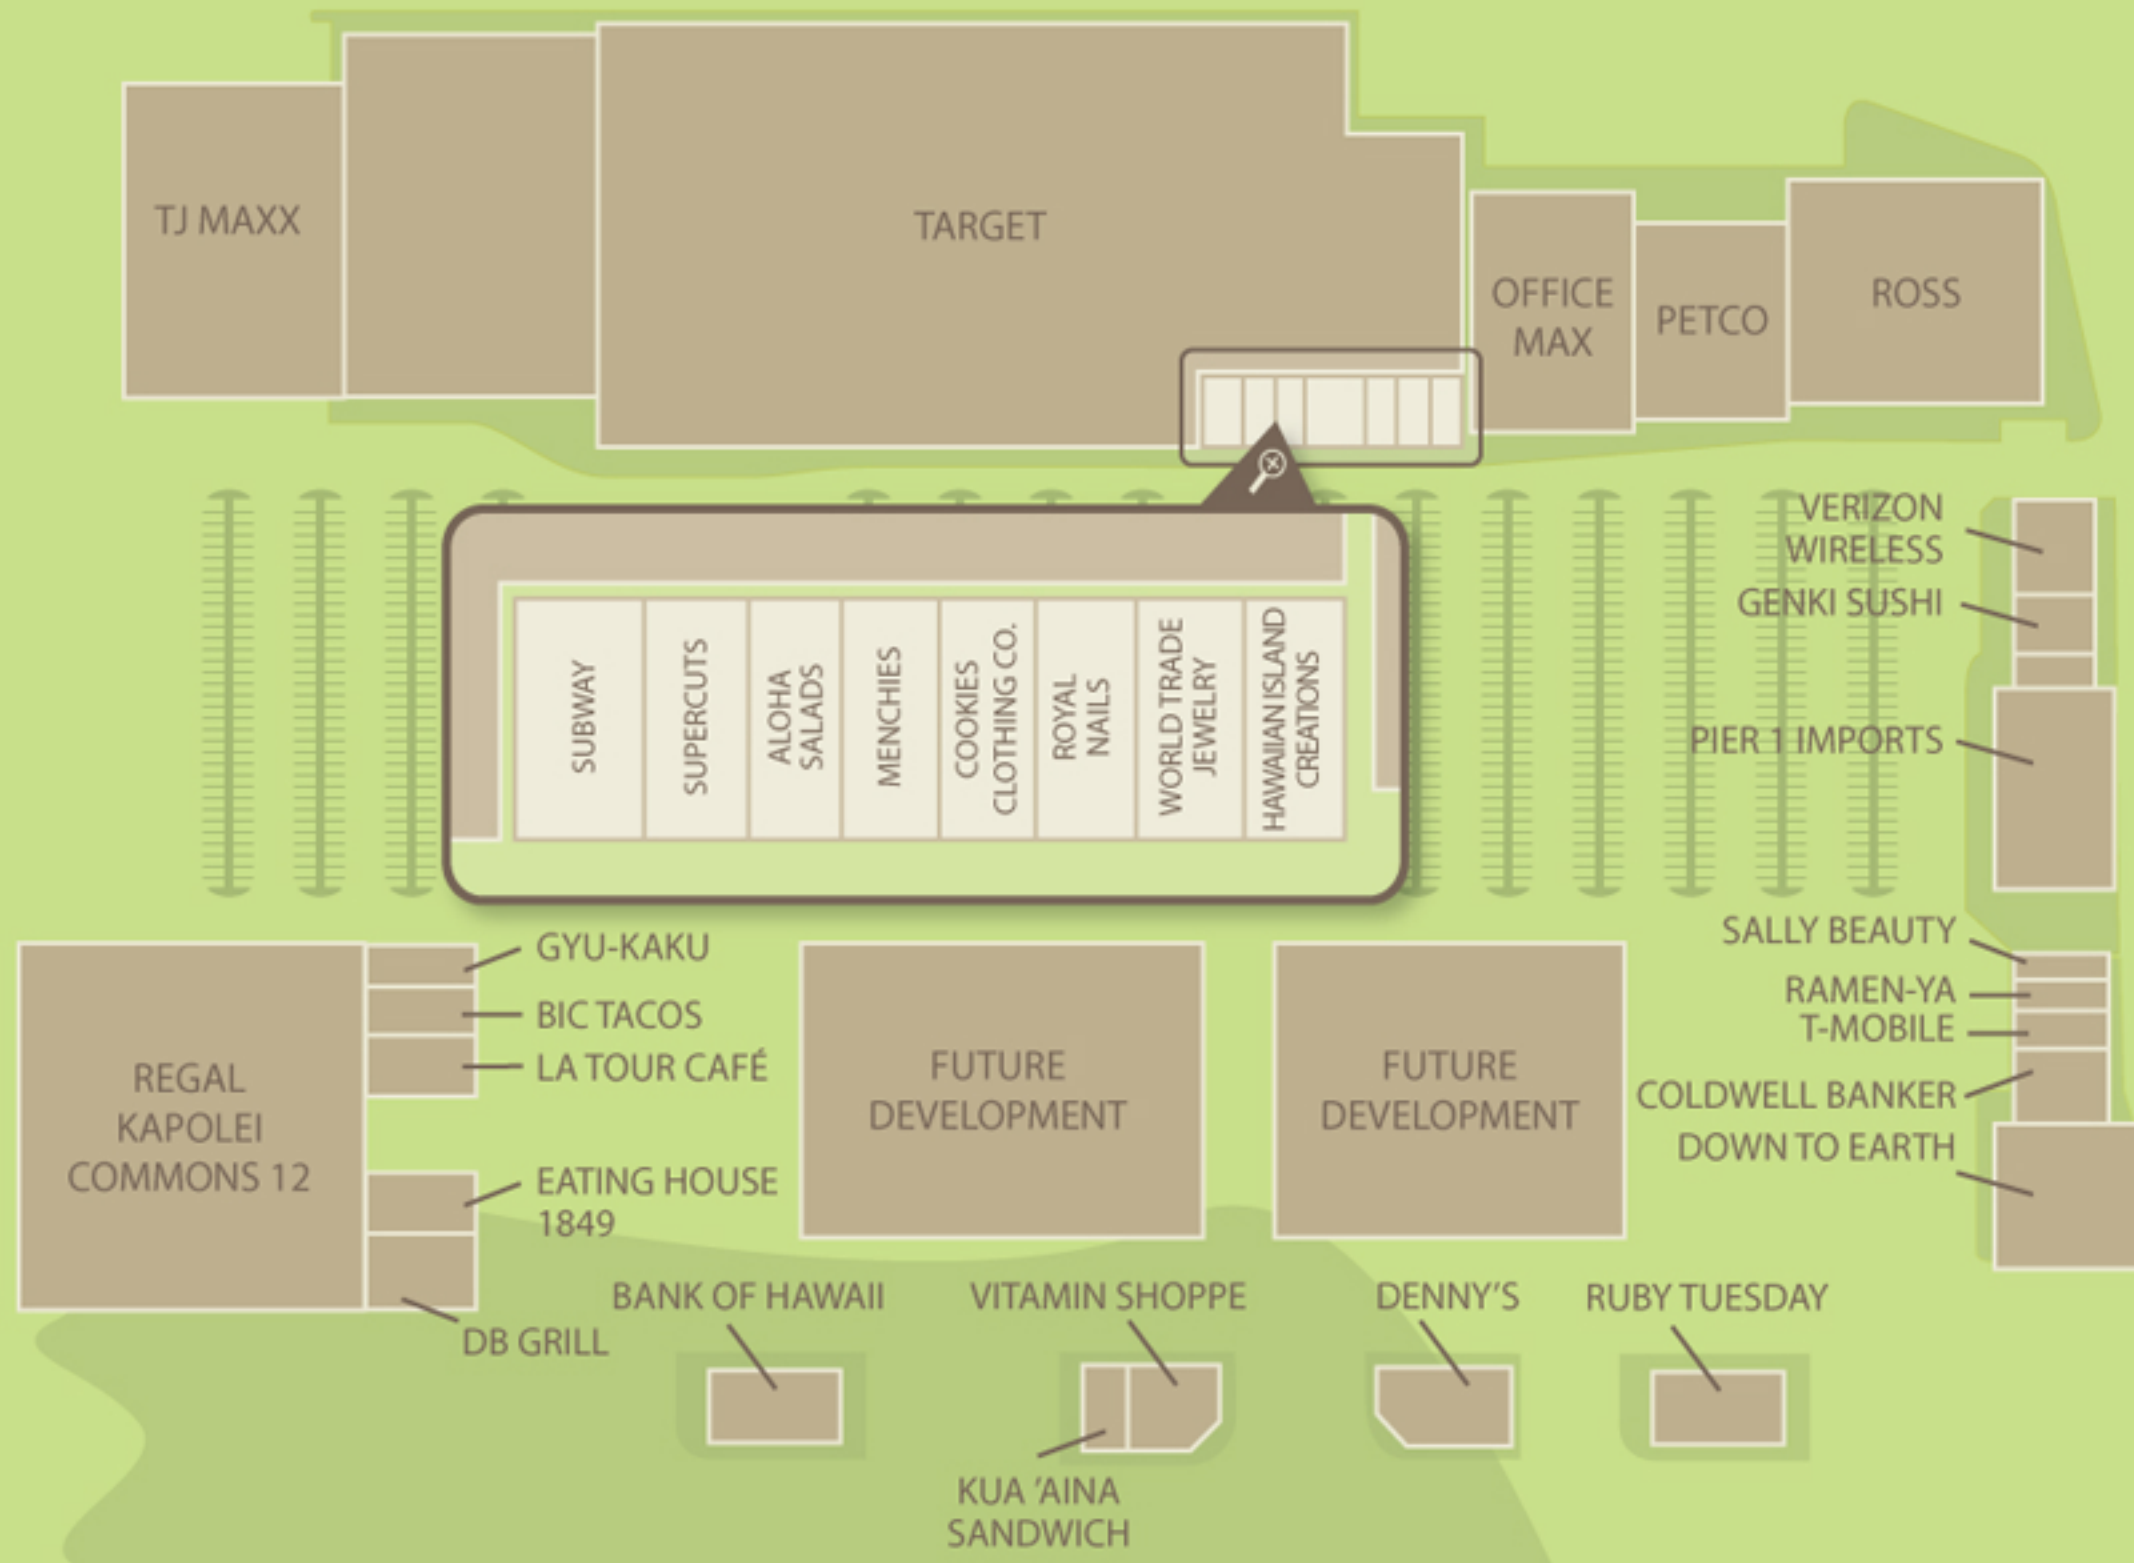 TJ MAXX
TARGET
OFFICE
MAX
PETCO
ROSS
VERIZON
WIRELESS
GENKI SUSHI
PIER 1 IMPORTS
SUBWAY
SUPERCUTS
ALOHA
SALADS
MENCHIES
COOKIES
CLOTHING CO.
ROYAL
NAILS
WORLD TRADE
JEWELRY
HAWAIIAN ISLAND
CREATIONS
SALLY BEAUTY
RAMEN-YA
T-MOBILE
COLDWELL BANKER
DOWN TO EARTH
REGAL
KAPOLEI
COMMONS 12
GYU-KAKU
BIC TACOS
LA TOUR CAFÉ
EATING HOUSE
1849
DB GRILL
FUTURE
DEVELOPMENT
FUTURE
DEVELOPMENT
BANK OF HAWAII
VITAMIN SHOPPE
DENNY'S
RUBY TUESDAY
KUA 'AINA
SANDWICH